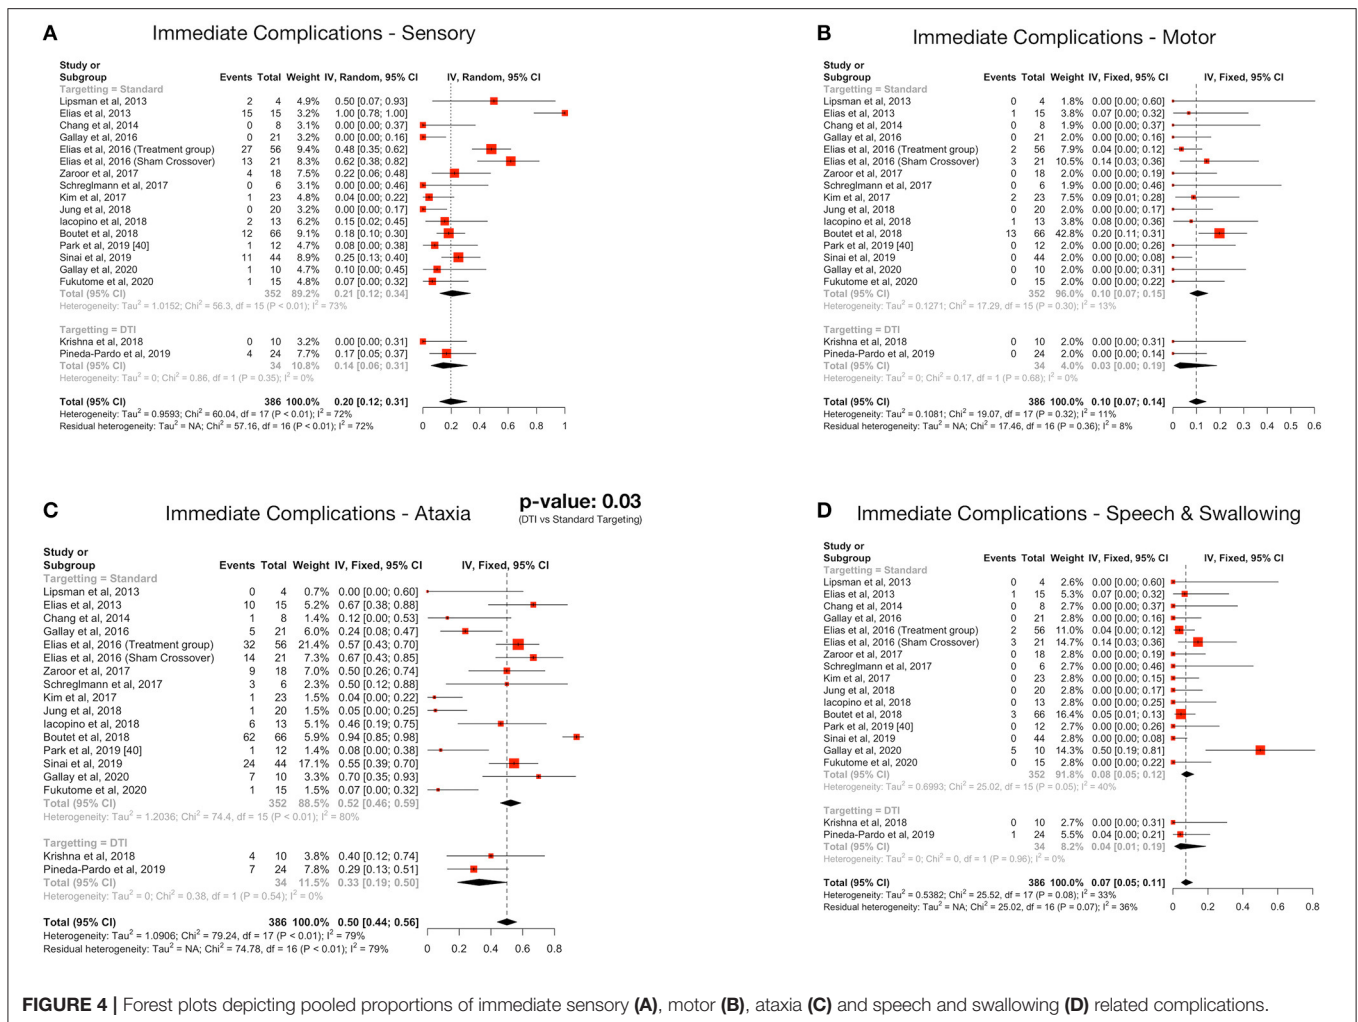 A Immediate Complications - Sensory
Study or
Subgroup Events Total Weight IV, Random, 95% CI IV, Random, 95% CI
Targetting = Standard
Lipsman et al, 2013 2 4 4.9% 0.50 [0.07; 0.93]
Elias et al, 2013 15 15 3.2% 1.00 [0.78; 1.00]
Chang et al, 2014 0 8 3.1% 0.00 [0.00; 0.37]
Gallay et al, 2016 0 21 3.2% 0.00 [0.00; 0.16]
Elias et al, 2016 (Treatment group) 27 56 9.4% 0.48 [0.35; 0.62]
Elias et al, 2016 (Sham Crossover) 13 21 8.3% 0.62 [0.38; 0.82]
Zaroor et al, 2017 4 18 7.5% 0.22 [0.06; 0.48]
Schreglmann et al, 2017 0 6 3.1% 0.00 [0.00; 0.46]
Kim et al, 2017 1 23 4.8% 0.04 [0.00; 0.22]
Jung et al, 2018 0 20 3.2% 0.00 [0.00; 0.17]
Iacopino et al, 2018 2 13 6.2% 0.15 [0.02; 0.45]
Boutet et al, 2018 12 66 9.2% 0.18 [0.10; 0.30]
Park et al, 2019 [40] 1 12 4.7% 0.08 [0.00; 0.38]
Sinai et al, 2019 11 44 8.9% 0.25 [0.13; 0.40]
Gallay et al, 2020 1 10 4.7% 0.10 [0.00; 0.45]
Fukutome et al, 2020 1 15 4.8% 0.07 [0.00; 0.32]
Total (95% CI) 352 89.2% 0.21 [0.12; 0.34]
Heterogeneity: Tau² = 1.0152; Chi² = 56.3, df = 15 (P < 0.01); I² = 73%
Targetting = DTI
Krishna et al, 2018 0 10 3.2% 0.00 [0.00; 0.31]
Pineda-Pardo et al, 2019 4 24 7.7% 0.17 [0.05; 0.37]
Total (95% CI) 34 10.8% 0.14 [0.06; 0.31]
Heterogeneity: Tau² = 0; Chi² = 0.86, df = 1 (P = 0.35); I² = 0%
Total (95% CI) 386 100.0% 0.20 [0.12; 0.31]
Heterogeneity: Tau² = 0.9593; Chi² = 60.04, df = 17 (P < 0.01); I² = 72%
Residual heterogeneity: Tau² = NA; Chi² = 57.16, df = 16 (P < 0.01); I² = 72%
0 0.2 0.4 0.6 0.8 1
B Immediate Complications - Motor
Study or
Subgroup Events Total Weight IV, Fixed, 95% CI IV, Fixed, 95% CI
Targetting = Standard
Lipsman et al, 2013 0 4 1.8% 0.00 [0.00; 0.60]
Elias et al, 2013 1 15 3.8% 0.07 [0.00; 0.32]
Chang et al, 2014 0 8 1.9% 0.00 [0.00; 0.37]
Gallay et al, 2016 0 21 2.0% 0.00 [0.00; 0.16]
Elias et al, 2016 (Treatment group) 2 56 7.9% 0.04 [0.00; 0.12]
Elias et al, 2016 (Sham Crossover) 3 21 10.5% 0.14 [0.03; 0.36]
Zaroor et al, 2017 0 18 2.0% 0.00 [0.00; 0.19]
Schreglmann et al, 2017 0 6 1.9% 0.00 [0.00; 0.46]
Kim et al, 2017 2 23 7.5% 0.09 [0.01; 0.28]
Jung et al, 2018 0 20 2.0% 0.00 [0.00; 0.17]
Iacopino et al, 2018 1 13 3.8% 0.08 [0.00; 0.36]
Boutet et al, 2018 13 66 42.8% 0.20 [0.11; 0.31]
Park et al, 2019 [40] 0 12 2.0% 0.00 [0.00; 0.26]
Sinai et al, 2019 0 44 2.0% 0.00 [0.00; 0.08]
Gallay et al, 2020 0 10 2.0% 0.00 [0.00; 0.31]
Fukutome et al, 2020 0 15 2.0% 0.00 [0.00; 0.22]
Total (95% CI) 352 96.0% 0.10 [0.07; 0.15]
Heterogeneity: Tau² = 0.1271; Chi² = 17.29, df = 15 (P = 0.30); I² = 13%
Targetting = DTI
Krishna et al, 2018 0 10 2.0% 0.00 [0.00; 0.31]
Pineda-Pardo et al, 2019 0 24 2.0% 0.00 [0.00; 0.14]
Total (95% CI) 34 4.0% 0.03 [0.00; 0.19]
Heterogeneity: Tau² = 0; Chi² = 0.17, df = 1 (P = 0.68); I² = 0%
Total (95% CI) 386 100.0% 0.10 [0.07; 0.14]
Heterogeneity: Tau² = 0.1081; Chi² = 19.07, df = 17 (P = 0.32); I² = 11%
Residual heterogeneity: Tau² = NA; Chi² = 17.46, df = 16 (P = 0.36); I² = 8%
0 0.1 0.2 0.3 0.4 0.5 0.6
C Immediate Complications - Ataxia
p-value: 0.03
(DTI vs Standard Targeting)
Study or
Subgroup Events Total Weight IV, Fixed, 95% CI IV, Fixed, 95% CI
Targetting = Standard
Lipsman et al, 2013 0 4 0.7% 0.00 [0.00; 0.60]
Elias et al, 2013 10 15 5.2% 0.67 [0.38; 0.88]
Chang et al, 2014 1 8 1.4% 0.12 [0.00; 0.53]
Gallay et al, 2016 5 21 6.0% 0.24 [0.08; 0.47]
Elias et al, 2016 (Treatment group) 32 56 21.4% 0.57 [0.43; 0.70]
Elias et al, 2016 (Sham Crossover) 14 21 7.3% 0.67 [0.43; 0.85]
Zaroor et al, 2017 9 18 7.0% 0.50 [0.26; 0.74]
Schreglmann et al, 2017 3 6 2.3% 0.50 [0.12; 0.88]
Kim et al, 2017 1 23 1.5% 0.04 [0.00; 0.22]
Jung et al, 2018 1 20 1.5% 0.05 [0.00; 0.25]
Iacopino et al, 2018 6 13 5.1% 0.46 [0.19; 0.75]
Boutet et al, 2018 62 66 5.9% 0.94 [0.85; 0.98]
Park et al, 2019 [40] 1 12 1.4% 0.08 [0.00; 0.38]
Sinai et al, 2019 24 44 17.1% 0.55 [0.39; 0.70]
Gallay et al, 2020 7 10 3.3% 0.70 [0.35; 0.93]
Fukutome et al, 2020 1 15 1.5% 0.07 [0.00; 0.32]
Total (95% CI) 352 88.5% 0.52 [0.46; 0.59]
Heterogeneity: Tau² = 1.2036; Chi² = 74.4, df = 15 (P < 0.01); I² = 80%
Targetting = DTI
Krishna et al, 2018 4 10 3.8% 0.40 [0.12; 0.74]
Pineda-Pardo et al, 2019 7 24 7.8% 0.29 [0.13; 0.51]
Total (95% CI) 34 11.5% 0.33 [0.19; 0.50]
Heterogeneity: Tau² = 0; Chi² = 0.38, df = 1 (P = 0.54); I² = 0%
Total (95% CI) 386 100.0% 0.50 [0.44; 0.56]
Heterogeneity: Tau² = 1.0906; Chi² = 79.24, df = 17 (P < 0.01); I² = 79%
Residual heterogeneity: Tau² = NA; Chi² = 74.78, df = 16 (P < 0.01); I² = 79%
0 0.2 0.4 0.6 0.8
D Immediate Complications - Speech & Swallowing
Study or
Subgroup Events Total Weight IV, Fixed, 95% CI IV, Fixed, 95% CI
Targetting = Standard
Lipsman et al, 2013 0 4 2.6% 0.00 [0.00; 0.60]
Elias et al, 2013 1 15 5.3% 0.07 [0.00; 0.32]
Chang et al, 2014 0 8 2.7% 0.00 [0.00; 0.37]
Gallay et al, 2016 0 21 2.8% 0.00 [0.00; 0.16]
Elias et al, 2016 (Treatment group) 2 56 11.0% 0.04 [0.00; 0.12]
Elias et al, 2016 (Sham Crossover) 3 21 14.7% 0.14 [0.03; 0.36]
Zaroor et al, 2017 0 18 2.8% 0.00 [0.00; 0.19]
Schreglmann et al, 2017 0 6 2.7% 0.00 [0.00; 0.46]
Kim et al, 2017 0 23 2.8% 0.00 [0.00; 0.15]
Jung et al, 2018 0 20 2.8% 0.00 [0.00; 0.17]
Iacopino et al, 2018 0 13 2.8% 0.00 [0.00; 0.25]
Boutet et al, 2018 3 66 16.4% 0.05 [0.01; 0.13]
Park et al, 2019 [40] 0 12 2.7% 0.00 [0.00; 0.26]
Sinai et al, 2019 0 44 2.8% 0.00 [0.00; 0.08]
Gallay et al, 2020 5 10 14.3% 0.50 [0.19; 0.81]
Fukutome et al, 2020 0 15 2.8% 0.00 [0.00; 0.22]
Total (95% CI) 352 91.8% 0.08 [0.05; 0.12]
Heterogeneity: Tau² = 0.6993; Chi² = 25.02, df = 15 (P = 0.05); I² = 40%
Targetting = DTI
Krishna et al, 2018 0 10 2.7% 0.00 [0.00; 0.31]
Pineda-Pardo et al, 2019 1 24 5.5% 0.04 [0.00; 0.21]
Total (95% CI) 34 8.2% 0.04 [0.01; 0.19]
Heterogeneity: Tau² = 0; Chi² = 0, df = 1 (P = 0.96); I² = 0%
Total (95% CI) 386 100.0% 0.07 [0.05; 0.11]
Heterogeneity: Tau² = 0.5382; Chi² = 25.52, df = 17 (P = 0.08); I² = 33%
Residual heterogeneity: Tau² = NA; Chi² = 25.02, df = 16 (P = 0.07); I² = 36%
0 0.2 0.4 0.6 0.8
FIGURE 4 | Forest plots depicting pooled proportions of immediate sensory (A), motor (B), ataxia (C) and speech and swallowing (D) related complications.